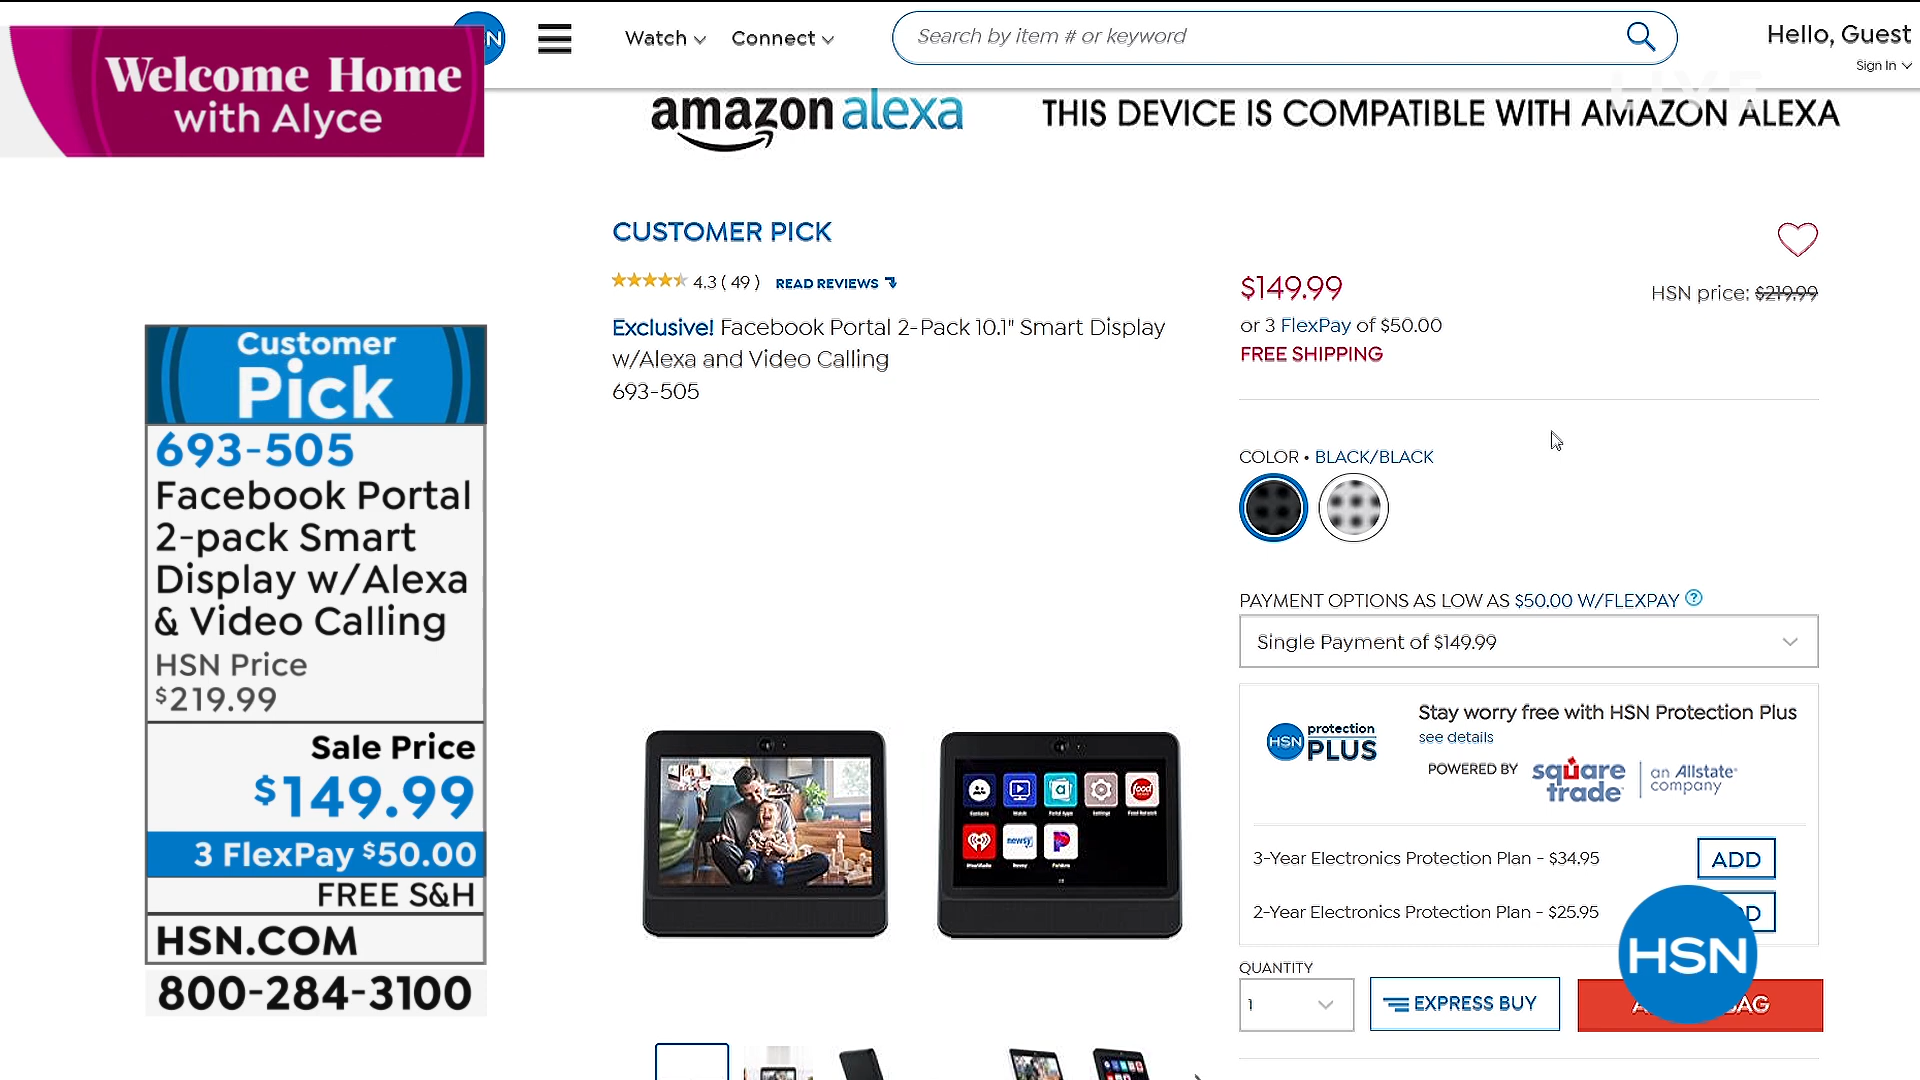 Welcome Home
with Alyce
Watch
Connect
Search by item # or keyword
Hello, Guest
Sign In
LIVE
amazon alexa
THIS DEVICE IS COMPATIBLE WITH AMAZON ALEXA
CUSTOMER PICK
4.3 ( 49 ) READ REVIEWS
Exclusive! Facebook Portal 2-Pack 10.1" Smart Display
w/Alexa and Video Calling
693-505
$149.99
HSN price: $219.99
or 3 FlexPay of $50.00
FREE SHIPPING
COLOR • BLACK/BLACK
PAYMENT OPTIONS AS LOW AS $50.00 W/FLEXPAY ?
Single Payment of $149.99
HSN protection PLUS
Stay worry free with HSN Protection Plus
see details
POWERED BY square trade
an Allstate company
3-Year Electronics Protection Plan - $34.95
ADD
2-Year Electronics Protection Plan - $25.95
QUANTITY
1
EXPRESS BUY
HSN
Customer
Pick
693-505
Facebook Portal
2-pack Smart
Display w/Alexa
& Video Calling
HSN Price
$219.99
Sale Price
$149.99
3 FlexPay $50.00
FREE S&H
HSN.COM
800-284-3100